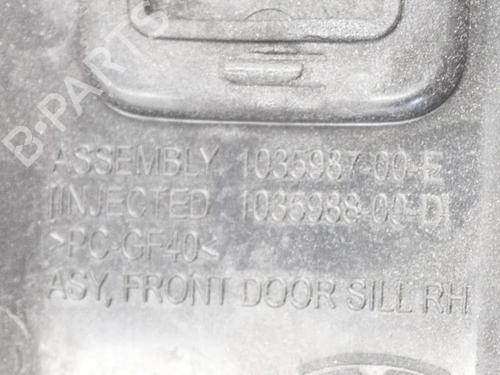 B-PARTS
ASSEMBLY 1035987-00-E
INJECTED 1035988-00-D
>PC-GF40<
ASY, FRONT DOOR SILL RH